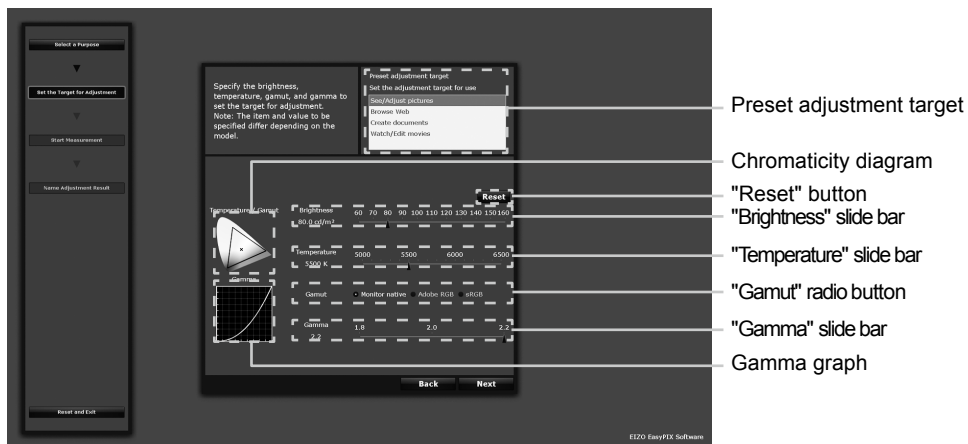 Select a Purpose
Set the Target for Adjustment
Start Measurement
Name Adjustment Result
Reset and Exit
Specify the brightness,
temperature, gamut, and gamma to
set the target for adjustment.
Note: The item and value to be
specified differ depending on the
model.
Preset adjustment target
Set the adjustment target for use
See/Adjust pictures
Browse Web
Create documents
Watch/Edit movies
Reset
Temperature / Gamut
Brightness 60 70 80 90 100 110 120 130 140 150 160
80.0 cd/m²
Temperature 5000 5500 6000 6500
5500 K
Gamma
Gamut Monitor native Adobe RGB sRGB
Gamma 1.8 2.0 2.2
2.2
Back Next
EIZO EasyPIX Software
Preset adjustment target
Chromaticity diagram
"Reset" button
"Brightness" slide bar
"Temperature" slide bar
"Gamut" radio button
"Gamma" slide bar
Gamma graph